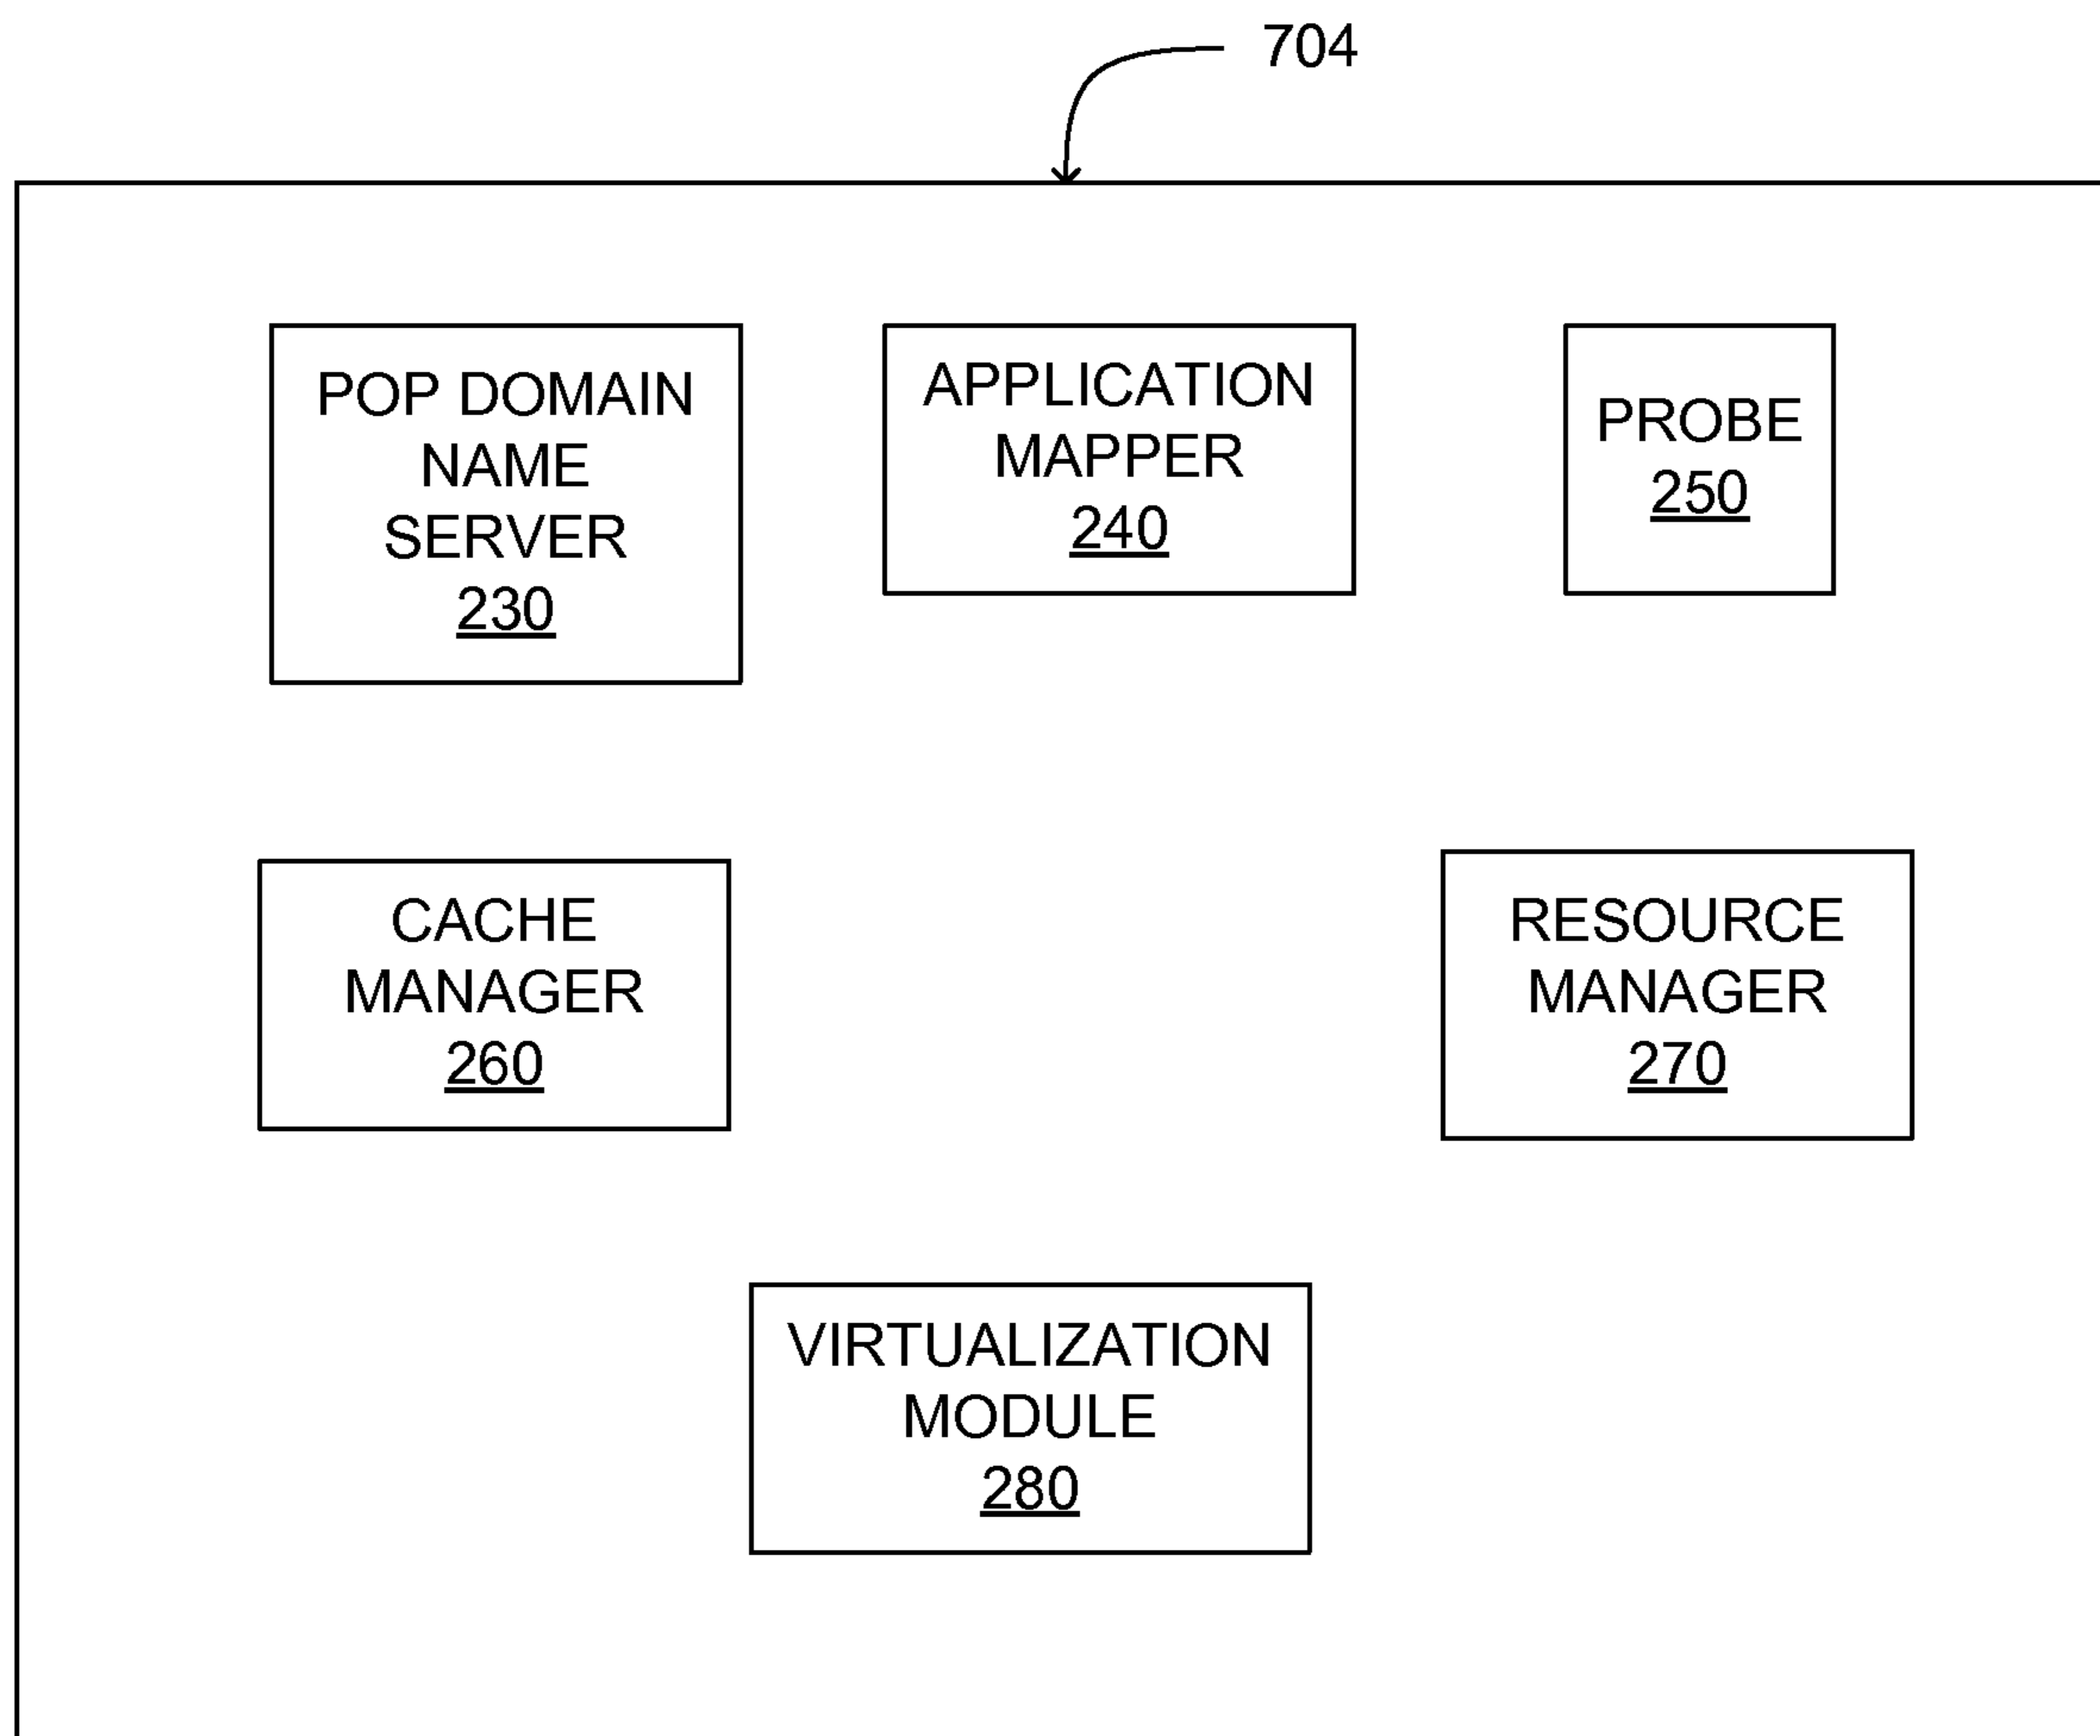 704
POP DOMAIN
NAME
SERVER
230
APPLICATION
MAPPER
240
PROBE
250
CACHE
MANAGER
260
RESOURCE
MANAGER
270
VIRTUALIZATION
MODULE
280